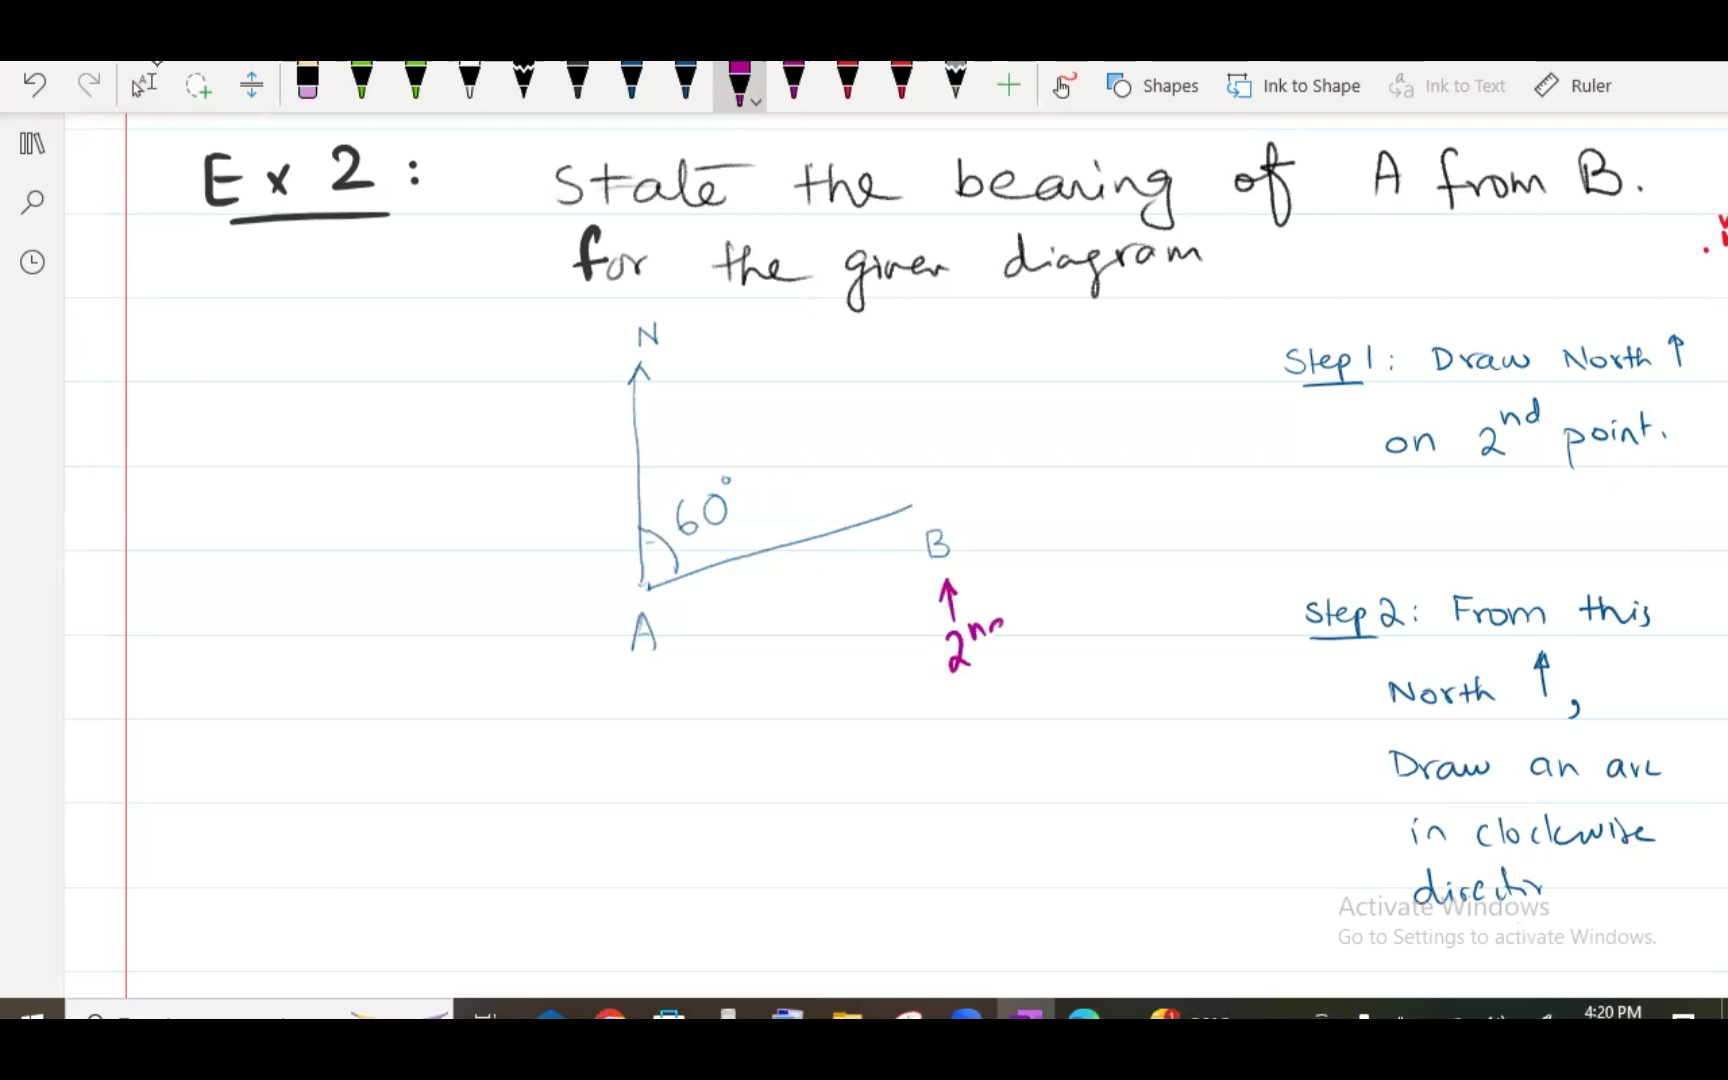 Shapes
Ink to Shape
Ink to Text
Ruler
Ex 2: State the bearing of A from B.
for the given diagram
N
60°
B
A
2n
Step 1: Draw North ↑
on 2nd point.
Step 2: From this
North ↑,
Draw an arc
in clockwise
Activate Windows
Go to Settings to activate Windows.
4:20 PM